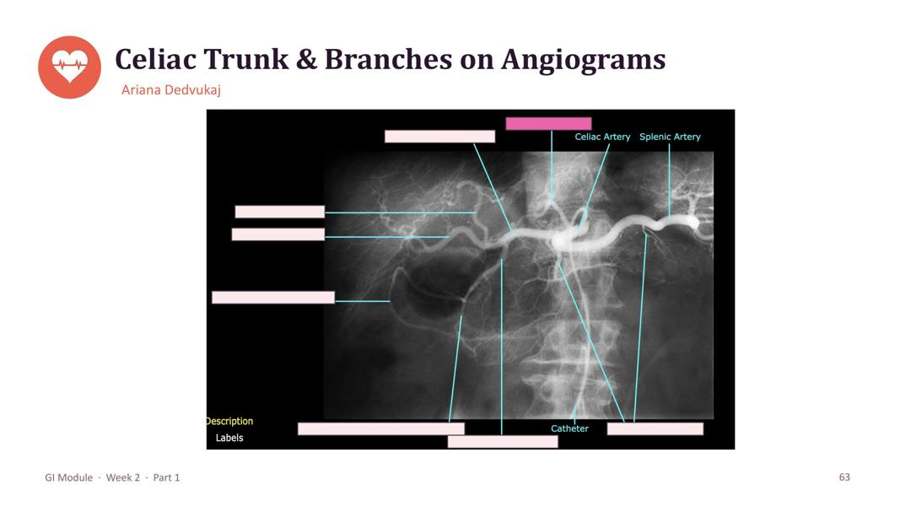 Celiac Trunk & Branches on Angiograms
Ariana Dedvukaj
Celiac Artery Splenic Artery
Description
Labels
Catheter
GI Module - Week 2 - Part 1
63